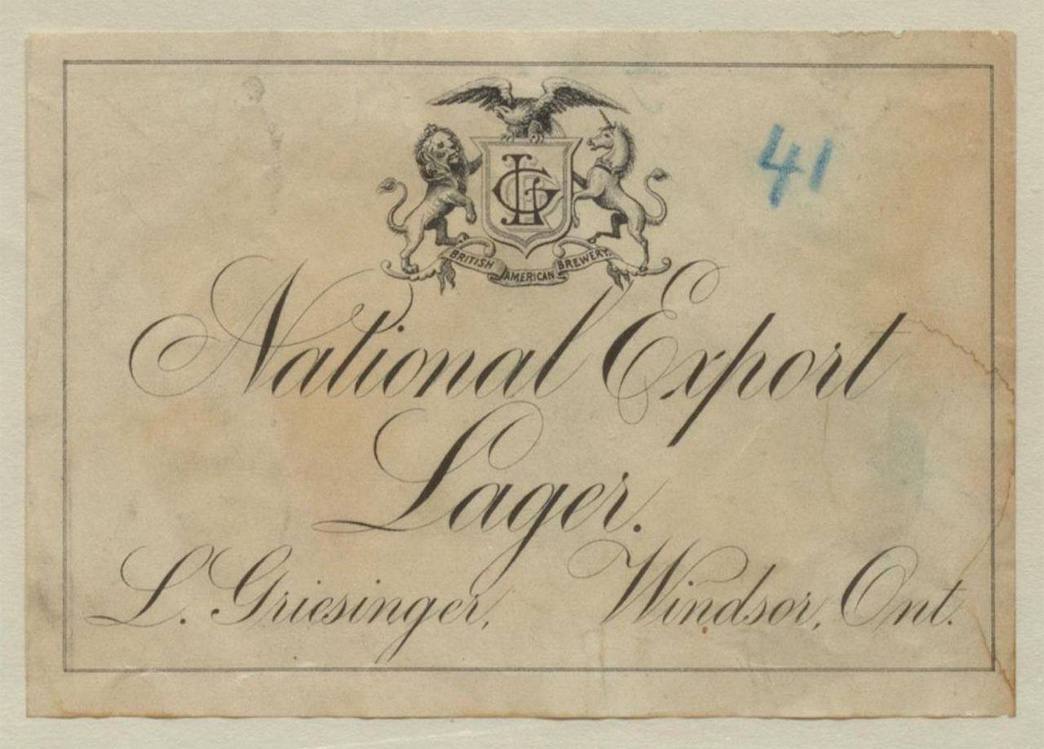 41
LG
BRITISH AMERICAN BREWERY.
National Export
Lager.
L. Griesinger, Windsor, Ont.